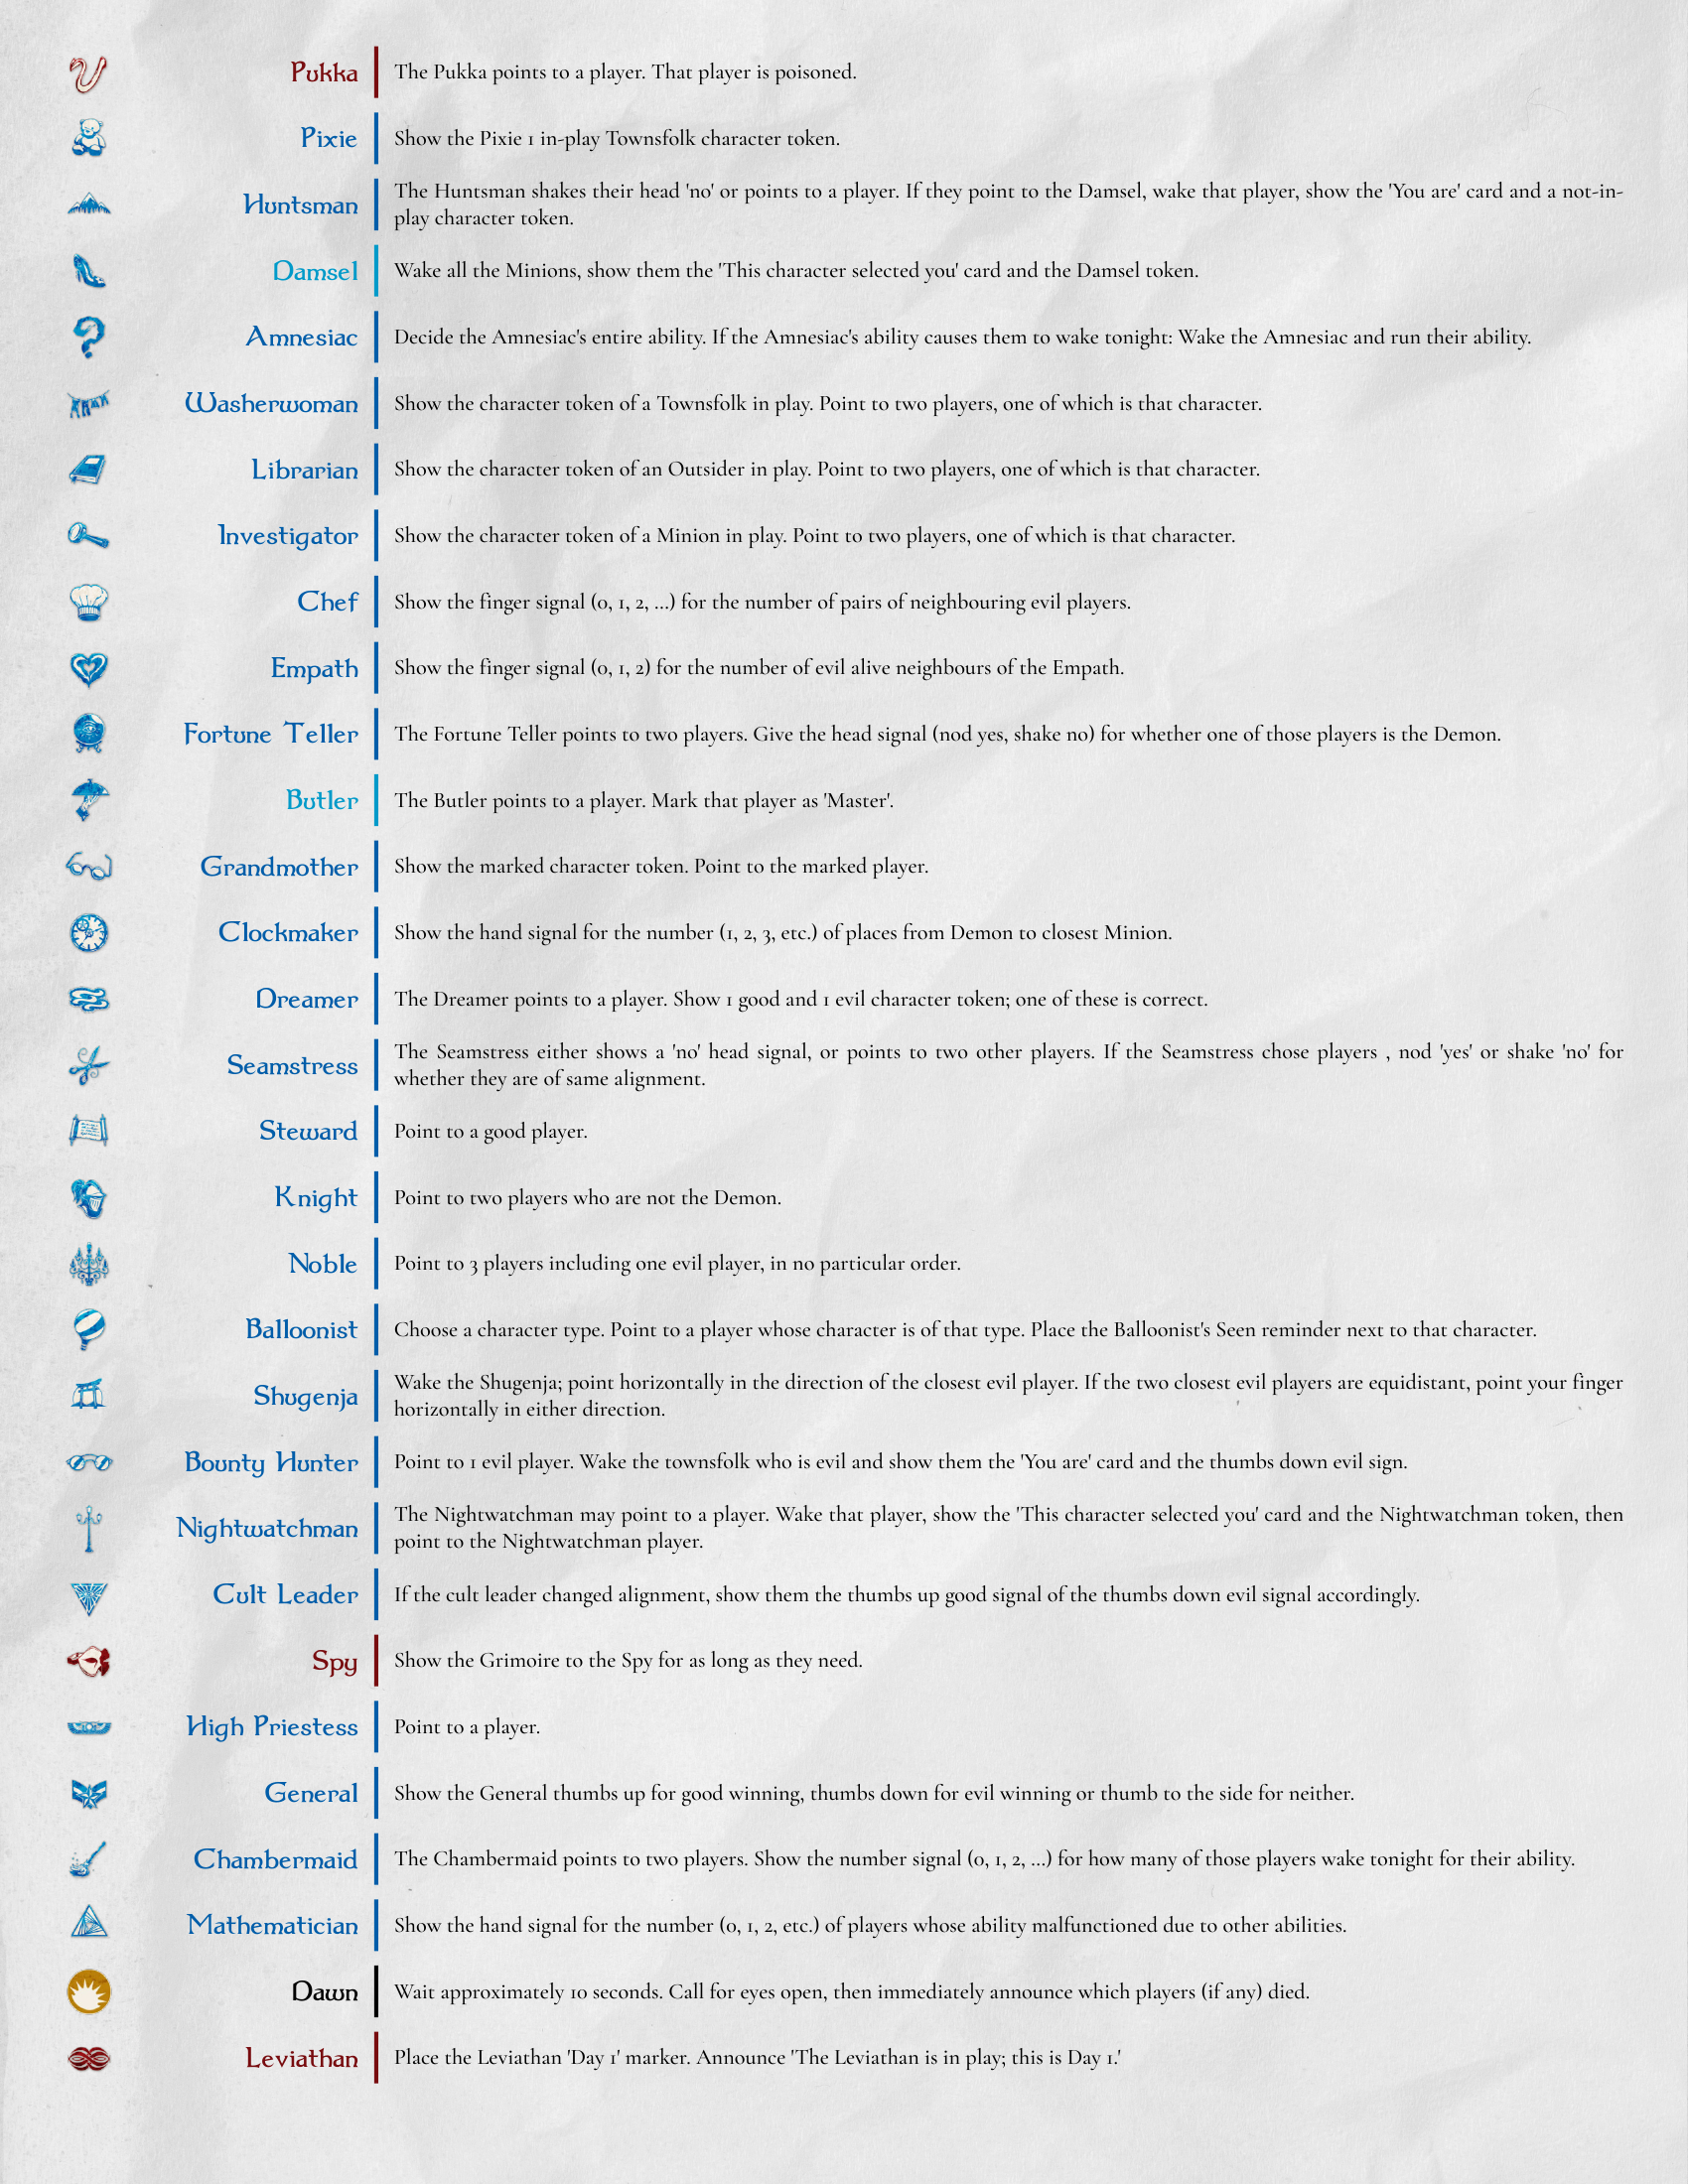 Pukka
The Pukka points to a player. That player is poisoned.
Pixie
Show the Pixie 1 in-play Townsfolk character token.
Huntsman
The Huntsman shakes their head 'no' or points to a player. If they point to the Damsel, wake that player, show the 'You are' card and a not-in-
play character token.
Damsel
Wake all the Minions, show them the 'This character selected you' card and the Damsel token.
Amnesiac
Decide the Amnesiac's entire ability. If the Amnesiac's ability causes them to wake tonight: Wake the Amnesiac and run their ability.
Washerwoman
Show the character token of a Townsfolk in play. Point to two players, one of which is that character.
Librarian
Show the character token of an Outsider in play. Point to two players, one of which is that character.
Investigator
Show the character token of a Minion in play. Point to two players, one of which is that character.
Chef
Show the finger signal (0, 1, 2, ...) for the number of pairs of neighbouring evil players.
Empath
Show the finger signal (0, 1, 2) for the number of evil alive neighbours of the Empath.
Fortune Teller
The Fortune Teller points to two players. Give the head signal (nod yes, shake no) for whether one of those players is the Demon.
Butler
The Butler points to a player. Mark that player as 'Master'.
Grandmother
Show the marked character token. Point to the marked player.
Clockmaker
Show the hand signal for the number (1, 2, 3, etc.) of places from Demon to closest Minion.
Dreamer
The Dreamer points to a player. Show 1 good and 1 evil character token; one of these is correct.
Seamstress
The Seamstress either shows a 'no' head signal, or points to two other players. If the Seamstress chose players , nod 'yes' or shake 'no' for
whether they are of same alignment.
Steward
Point to a good player.
Knight
Point to two players who are not the Demon.
Noble
Point to 3 players including one evil player, in no particular order.
Balloonist
Choose a character type. Point to a player whose character is of that type. Place the Balloonist's Seen reminder next to that character.
Shugenja
Wake the Shugenja; point horizontally in the direction of the closest evil player. If the two closest evil players are equidistant, point your finger
horizontally in either direction.
Bounty Hunter
Point to 1 evil player. Wake the townsfolk who is evil and show them the 'You are' card and the thumbs down evil sign.
Nightwatchman
The Nightwatchman may point to a player. Wake that player, show the 'This character selected you' card and the Nightwatchman token, then
point to the Nightwatchman player.
Cult Leader
If the cult leader changed alignment, show them the thumbs up good signal of the thumbs down evil signal accordingly.
Spy
Show the Grimoire to the Spy for as long as they need.
High Priestess
Point to a player.
General
Show the General thumbs up for good winning, thumbs down for evil winning or thumb to the side for neither.
Chambermaid
The Chambermaid points to two players. Show the number signal (0, 1, 2, ...) for how many of those players wake tonight for their ability.
Mathematician
Show the hand signal for the number (0, 1, 2, etc.) of players whose ability malfunctioned due to other abilities.
Dawn
Wait approximately 10 seconds. Call for eyes open, then immediately announce which players (if any) died.
Leviathan
Place the Leviathan 'Day 1' marker. Announce 'The Leviathan is in play; this is Day 1.'